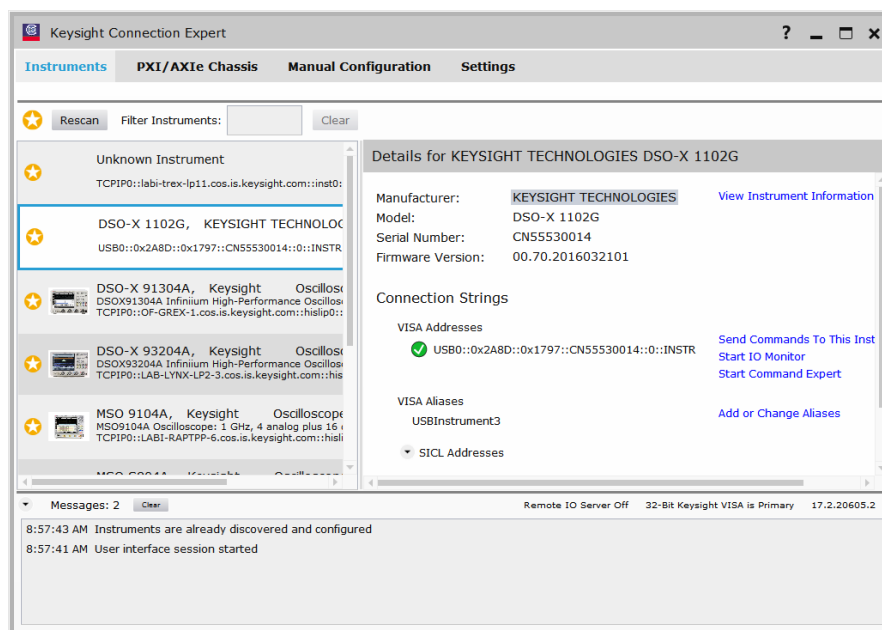 Keysight Connection Expert
?
Instruments PXI/AXIe Chassis Manual Configuration Settings
Rescan Filter Instruments: Clear
Unknown Instrument
TCPIP0::labi-trex-lp11.cos.is.keysight.com::inst0:
DSO-X 1102G, KEYSIGHT TECHNOLOG
USB0::0x2A8D::0x1797::CN55530014::0::INSTR
DSO-X 91304A, Keysight Oscillosc
DSOX91304A Infiniium High-Performance Oscillosc
TCPIP0::OF-GREX-1.cos.is.keysight.com::hislip0::
DSO-X 93204A, Keysight Oscillosc
DSOX93204A Infiniium High-Performance Oscillosc
TCPIP0::LAB-LYNX-LP2-3.cos.is.keysight.com::his
MSO 9104A, Keysight Oscilloscope
MSO9104A Oscilloscope: 1 GHz, 4 analog plus 16
TCPIP0::LABI-RAPTPP-6.cos.is.keysight.com::hisli
Details for KEYSIGHT TECHNOLOGIES DSO-X 1102G
Manufacturer: KEYSIGHT TECHNOLOGIES View Instrument Information
Model: DSO-X 1102G
Serial Number: CN55530014
Firmware Version: 00.70.2016032101
Connection Strings
VISA Addresses
USB0::0x2A8D::0x1797::CN55530014::0::INSTR
Send Commands To This Inst
Start IO Monitor
Start Command Expert
VISA Aliases
USBInstrument3
Add or Change Aliases
SICL Addresses
Messages: 2 Clear Remote IO Server Off 32-Bit Keysight VISA is Primary 17.2.20605.2
8:57:43 AM Instruments are already discovered and configured
8:57:41 AM User interface session started